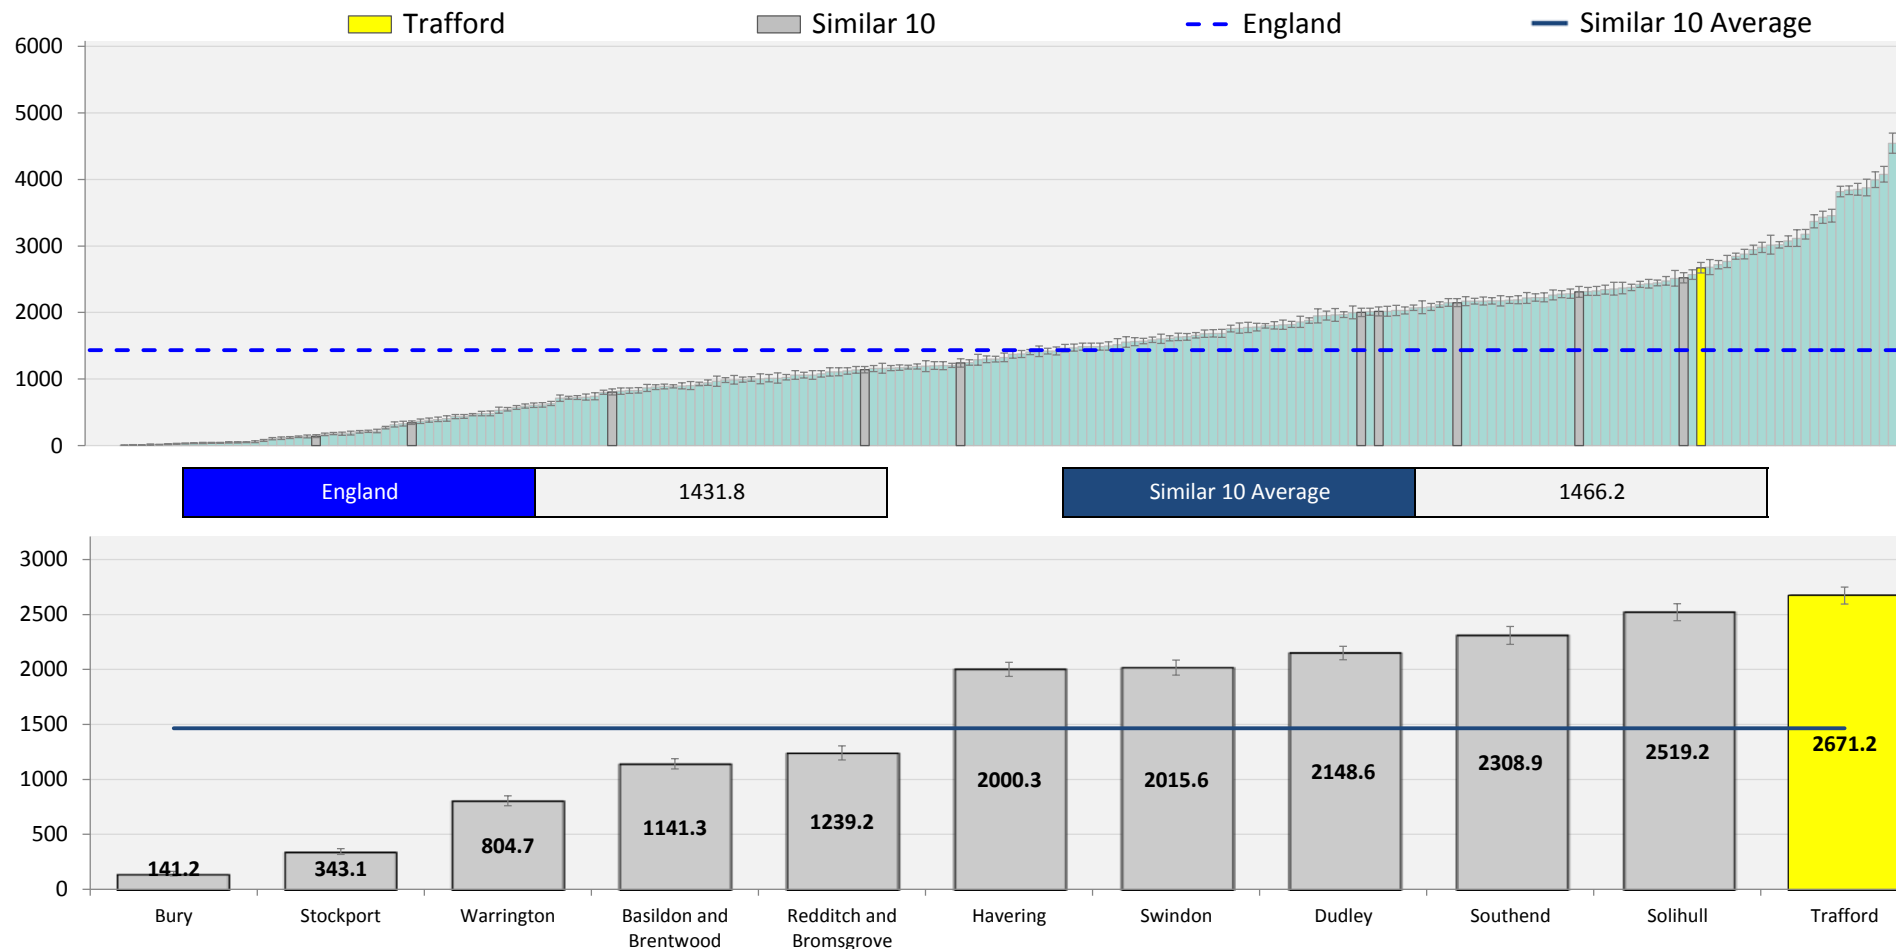 Trafford Similar 10 England Similar 10 Average
6000
5000
4000
3000
2000
1000
0
England 1431.8 Similar 10 Average 1466.2
3000
2500
2000
1500
1000
500
0
141.2 343.1 804.7 1141.3 1239.2 2000.3 2015.6 2148.6 2308.9 2519.2 2671.2
Bury Stockport Warrington Basildon and Redditch and Havering Swindon Dudley Southend Solihull Trafford
Brentwood Bromsgrove